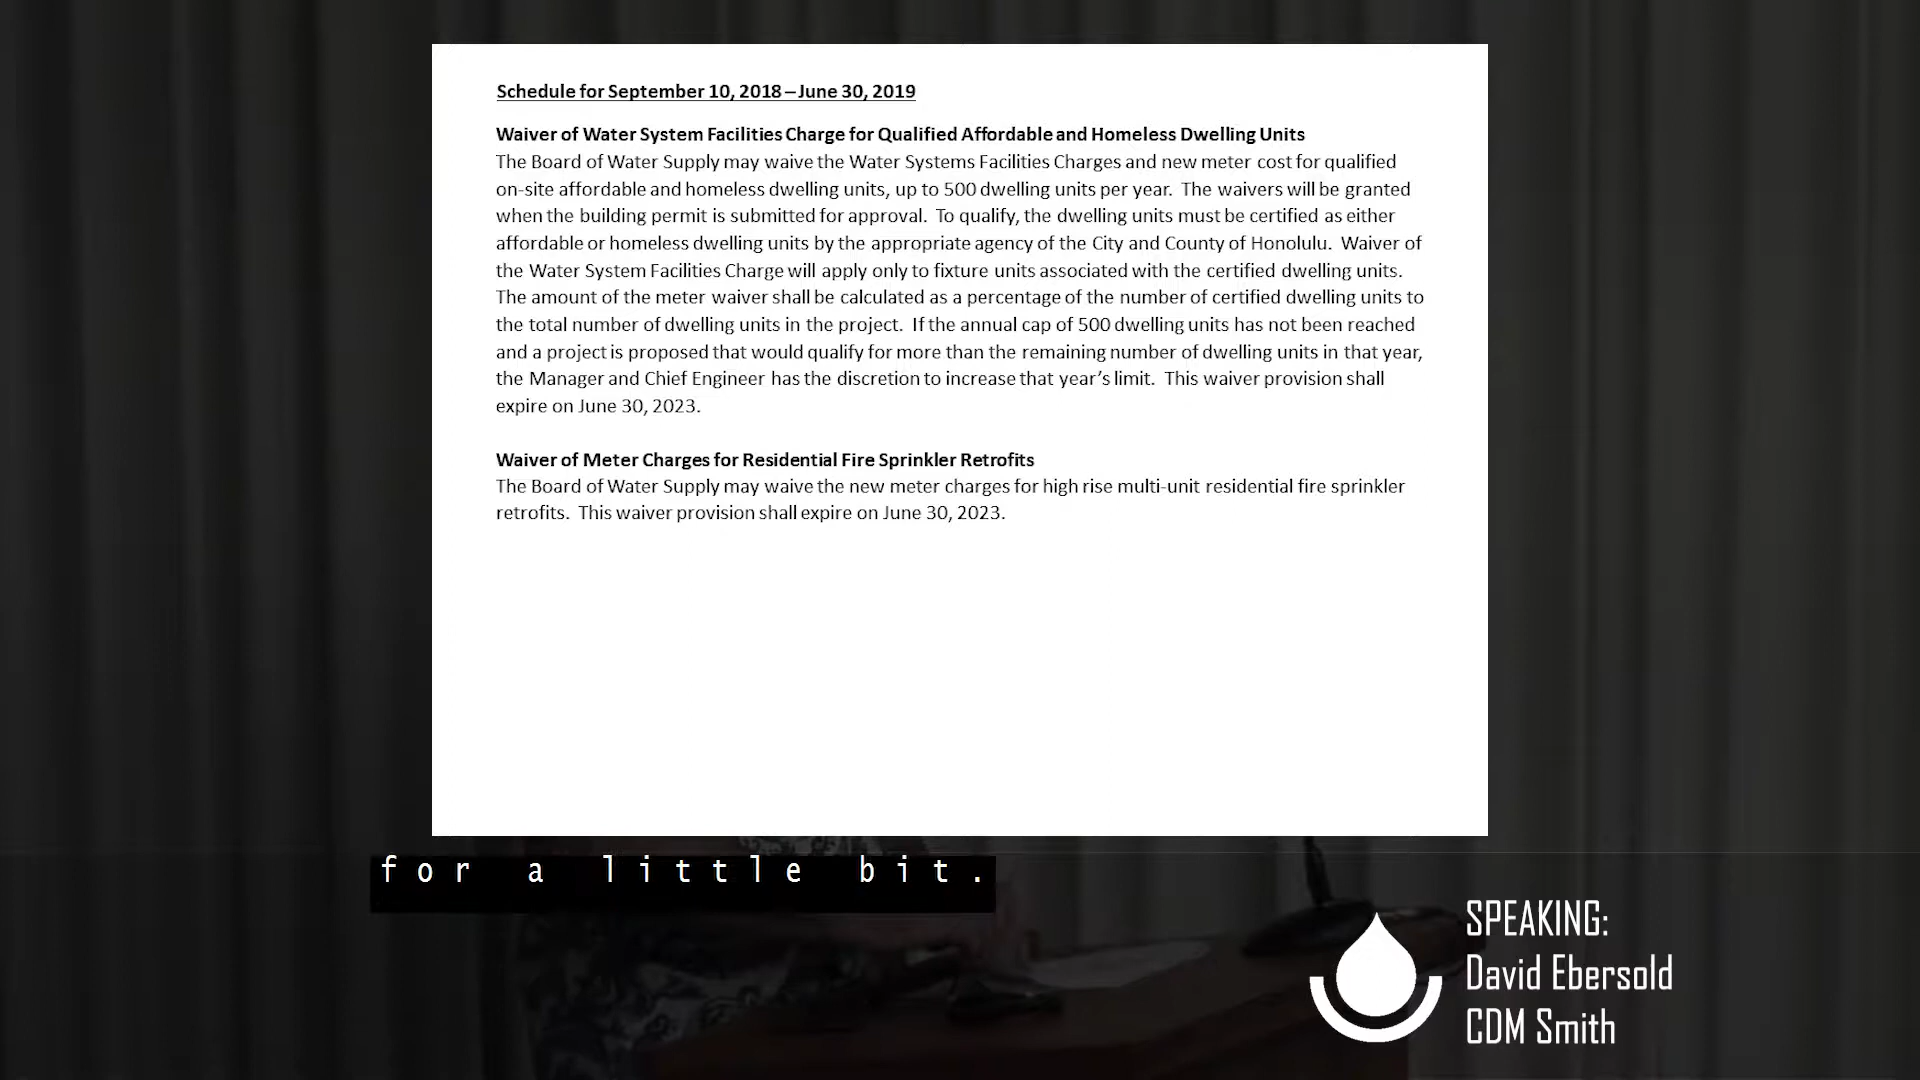 Schedule for September 10, 2018 – June 30, 2019
Waiver of Water System Facilities Charge for Qualified Affordable and Homeless Dwelling Units
The Board of Water Supply may waive the Water Systems Facilities Charges and new meter cost for qualified
on-site affordable and homeless dwelling units, up to 500 dwelling units per year.  The waivers will be granted
when the building permit is submitted for approval.  To qualify, the dwelling units must be certified as either
affordable or homeless dwelling units by the appropriate agency of the City and County of Honolulu.  Waiver of
the Water System Facilities Charge will apply only to fixture units associated with the certified dwelling units.
The amount of the meter waiver shall be calculated as a percentage of the number of certified dwelling units to
the total number of dwelling units in the project.  If the annual cap of 500 dwelling units has not been reached
and a project is proposed that would qualify for more than the remaining number of dwelling units in that year,
the Manager and Chief Engineer has the discretion to increase that year’s limit.  This waiver provision shall
expire on June 30, 2023.
Waiver of Meter Charges for Residential Fire Sprinkler Retrofits
The Board of Water Supply may waive the new meter charges for high rise multi-unit residential fire sprinkler
retrofits.  This waiver provision shall expire on June 30, 2023.
for a little bit.
SPEAKING:
David Ebersold
CDM Smith